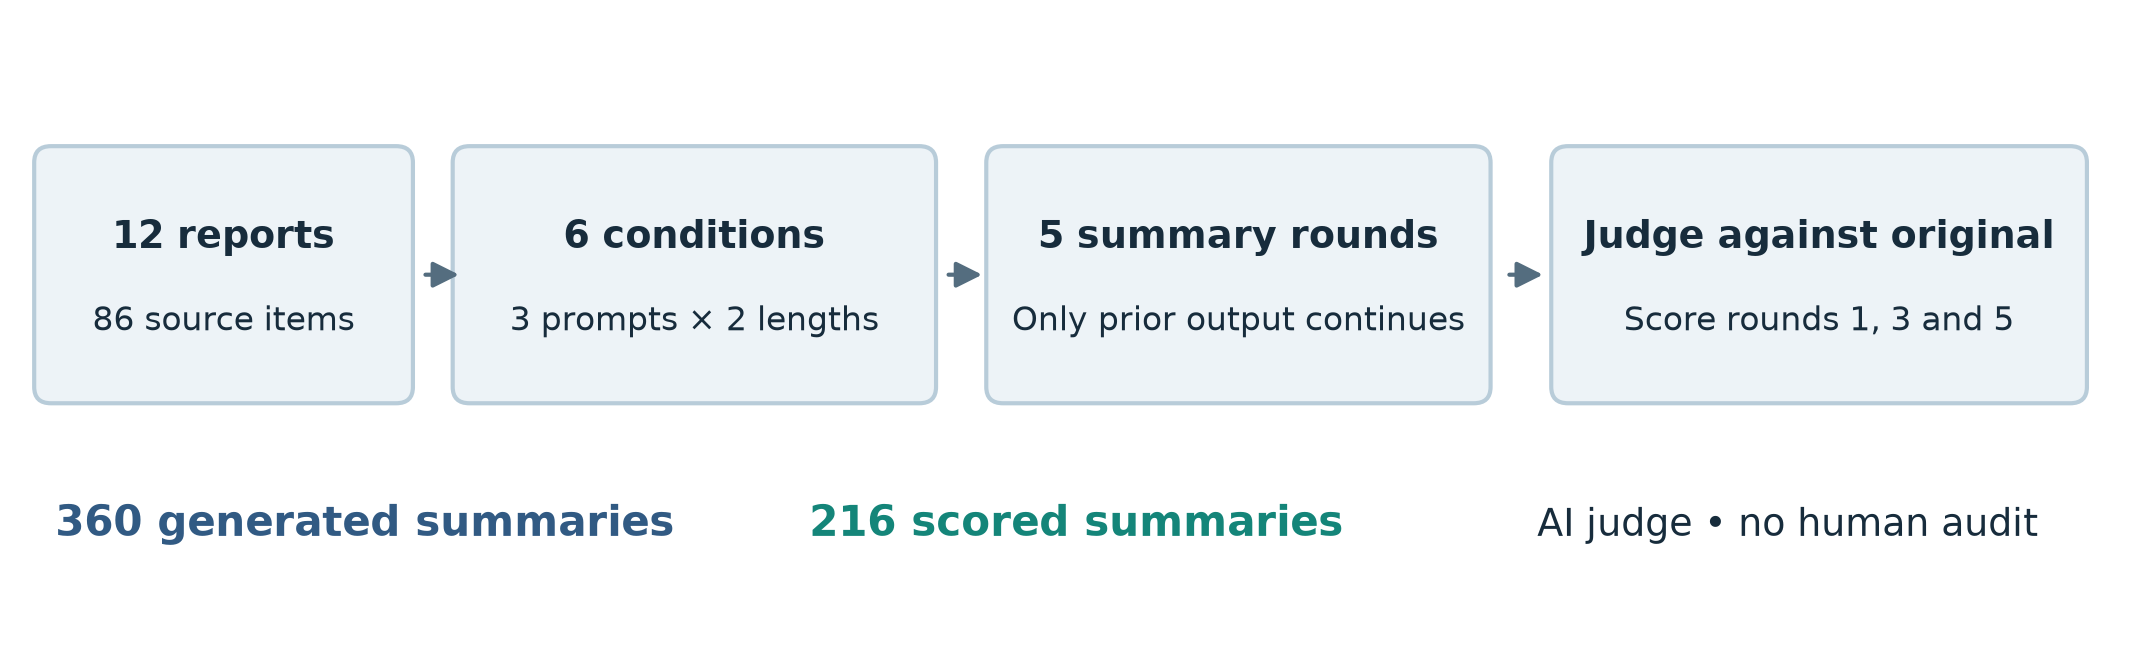 12 reports
86 source items
6 conditions
3 prompts × 2 lengths
5 summary rounds
Only prior output continues
Judge against original
Score rounds 1, 3 and 5
360 generated summaries
216 scored summaries
AI judge • no human audit